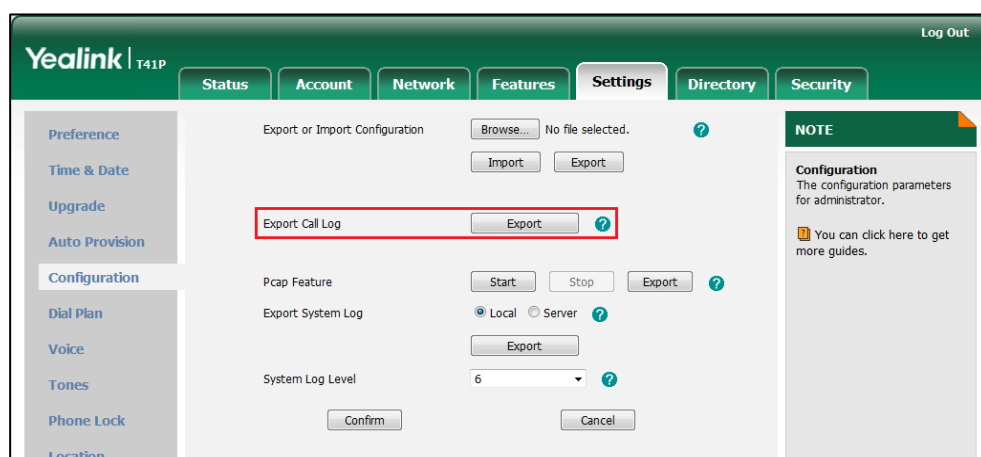 Log Out
Yealink T41P
Status Account Network Features Settings Directory Security
Preference
Time & Date
Upgrade
Auto Provision
Configuration
Dial Plan
Voice
Tones
Phone Lock
Location
Export or Import Configuration Browse... No file selected. ?
Import Export
Export Call Log Export ?
Pcap Feature Start Stop Export ?
Export System Log Local Server ?
Export
System Log Level 6 ?
Confirm Cancel
NOTE
Configuration
The configuration parameters
for administrator.
? You can click here to get
more guides.